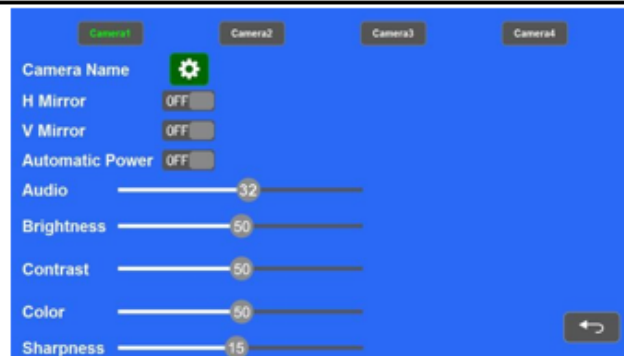 Camera1 Camera2 Camera3 Camera4
Camera Name
H Mirror OFF
V Mirror OFF
Automatic Power OFF
Audio 32
Brightness 50
Contrast 50
Color 50
Sharpness 15